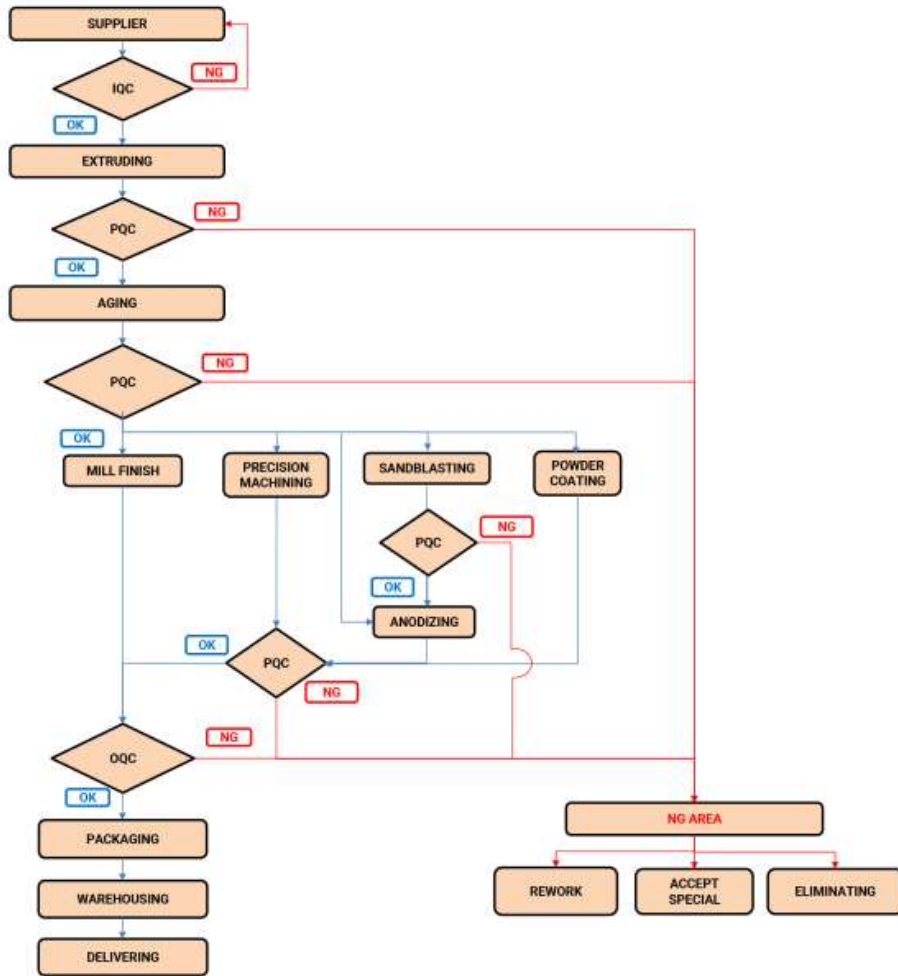 SUPPLIER
NG
IQC
OK
EXTRUDING
NG
PQC
OK
AGING
NG
PQC
OK
MILL FINISH
PRECISION
MACHINING
SANDBLASTING
POWDER
COATING
NG
PQC
OK
ANODIZING
OK
PQC
NG
NG
OQC
OK
PACKAGING
NG AREA
WAREHOUSING
REWORK
ACCEPT
SPECIAL
ELIMINATING
DELIVERING